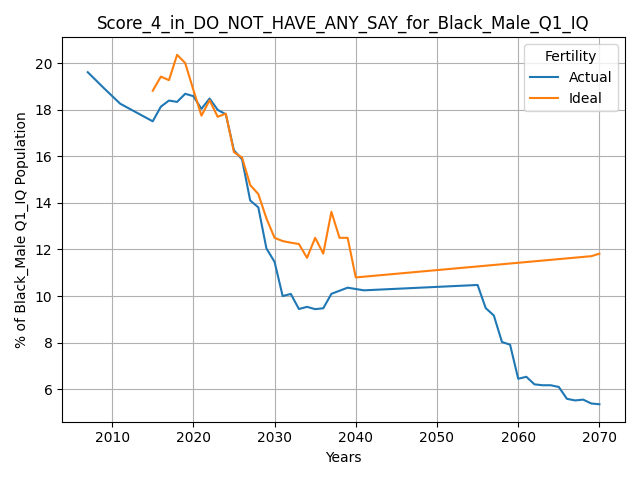 Score_4_in_DO_NOT_HAVE_ANY_SAY_for_Black_Male_Q1_IQ
Fertility
Actual
Ideal
% of Black_Male Q1_IQ Population
20
18
16
14
12
10
8
6
2010 2020 2030 2040 2050 2060 2070
Years